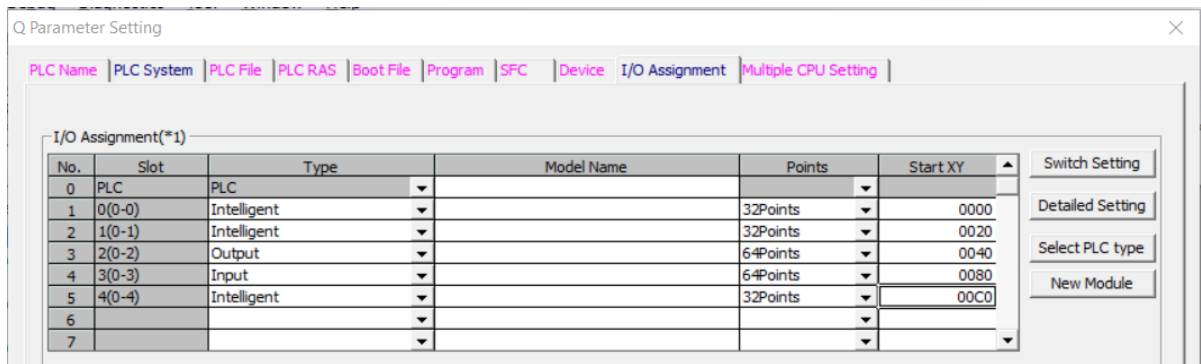 Q Parameter Setting
PLC Name PLC System PLC File PLC RAS Boot File Program SFC Device I/O Assignment Multiple CPU Setting
I/O Assignment(*1)
No. Slot Type Model Name Points Start XY
0 PLC PLC
1 0(0-0) Intelligent 32Points 0000
2 1(0-1) Intelligent 32Points 0020
3 2(0-2) Output 64Points 0040
4 3(0-3) Input 64Points 0080
5 4(0-4) Intelligent 32Points 00C0
6
7
Switch Setting
Detailed Setting
Select PLC type
New Module